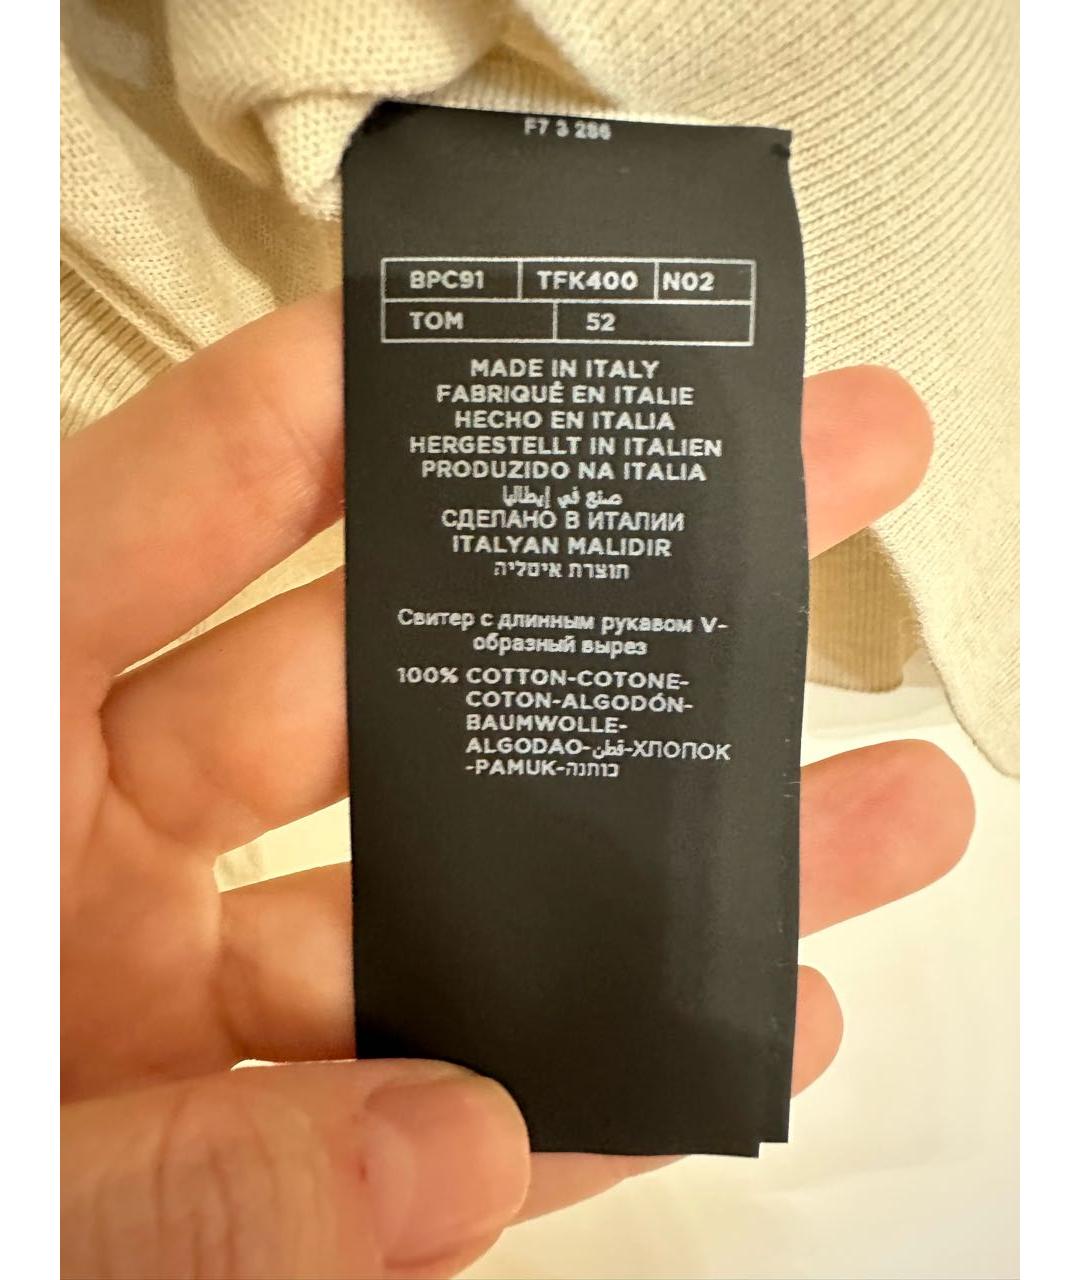 F7 3 286
BPC91 TFK400 N02
TOM 52
MADE IN ITALY
FABRIQUÉ EN ITALIE
HECHO EN ITALIA
HERGESTELLT IN ITALIEN
PRODUZIDO NA ITALIA
صنع في إيطاليا
СДЕЛАНО В ИТАЛИИ
ITALYAN MALIDIR
תוצרת איטליה
Свитер с длинным рукавом V-
образный вырез
100% COTTON-COTONE-
COTON-ALGODÓN-
BAUMWOLLE-
ALGODAO-قطن-ХЛОПОК
-PAMUK-כותנה